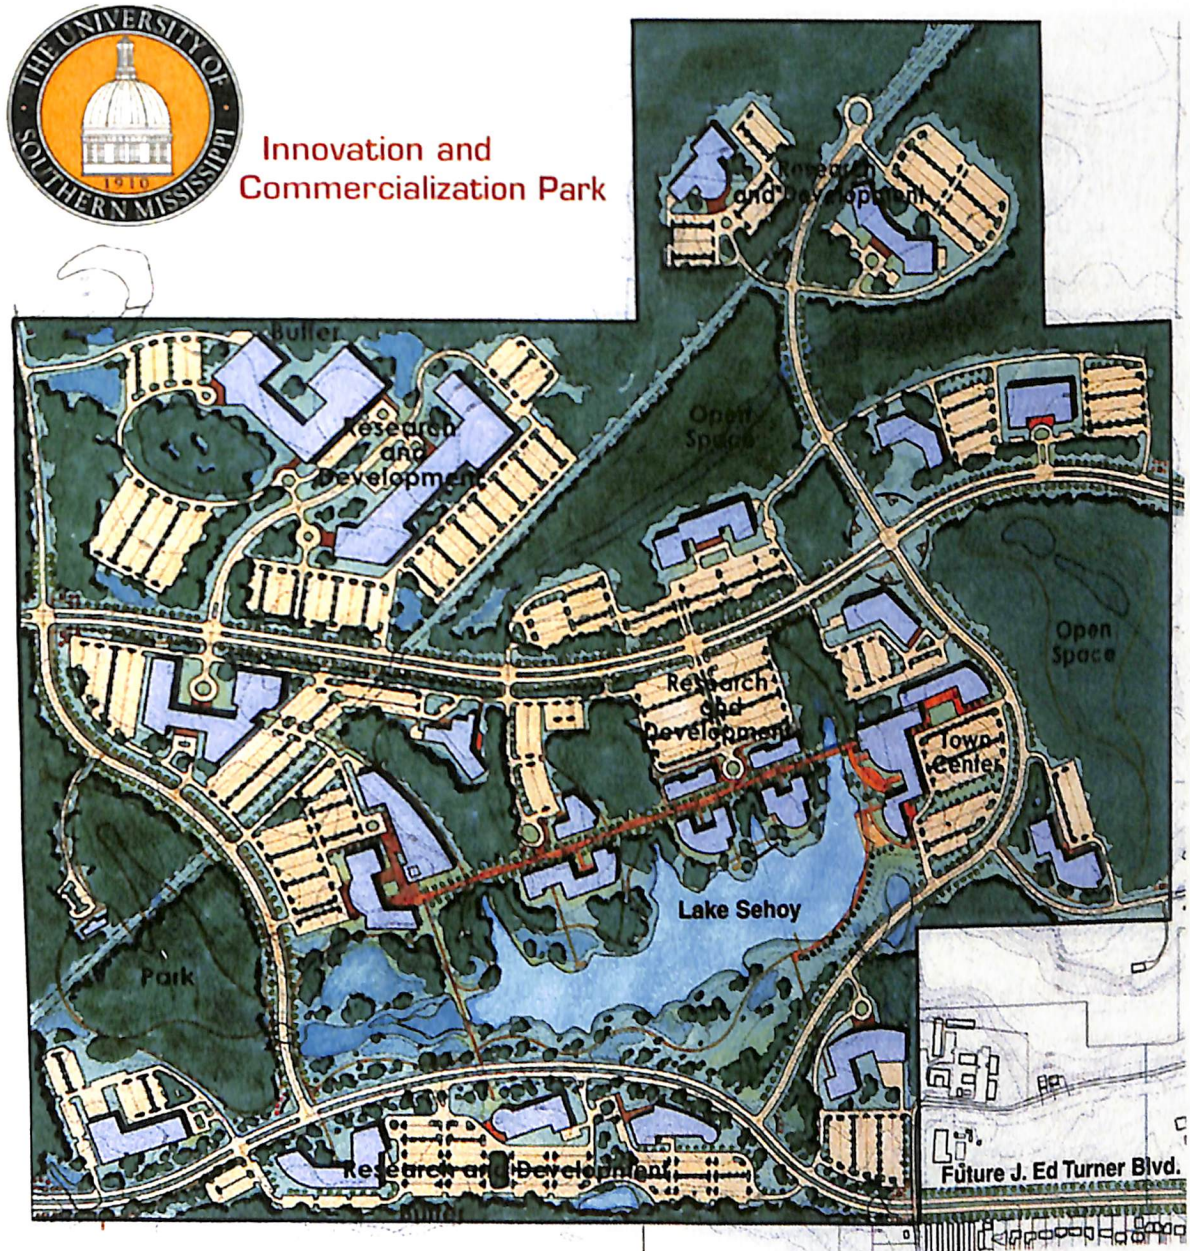 THE UNIVERSITY OF
SOUTHERN MISSISSIPPI
1910
Innovation and
Commercialization Park
Research
and Development
Buffer
Research
and
Development
Open
Space
Open
Space
Research
and
Development
Town
Center
Lake Sehoy
Park
Research and Development
Future J. Ed Turner Blvd.
Buffer